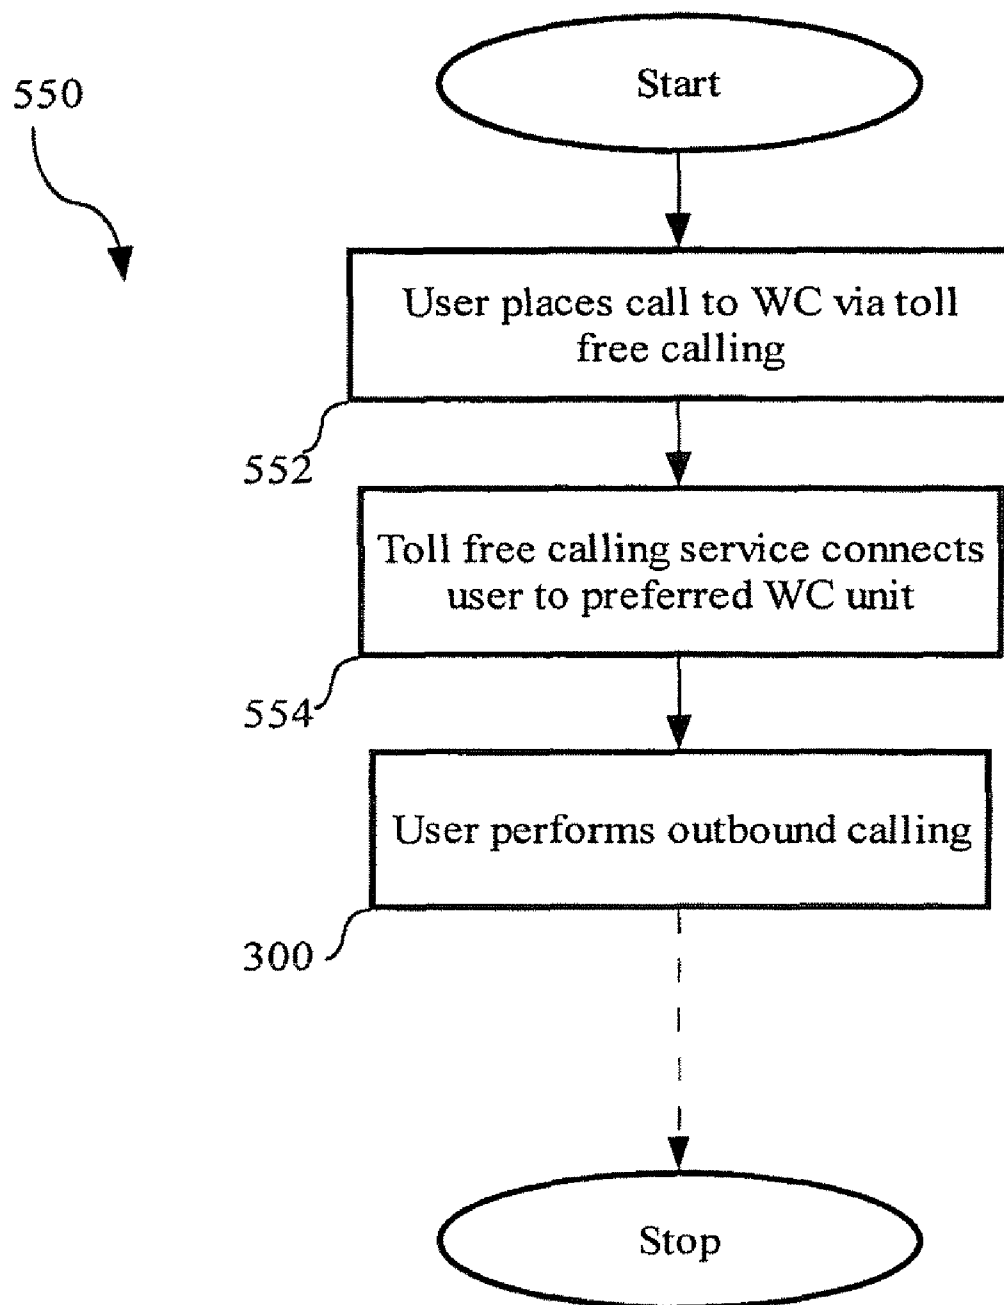 550
Start
User places call to WC via toll
free calling
552
Toll free calling service connects
user to preferred WC unit
554
User performs outbound calling
300
Stop